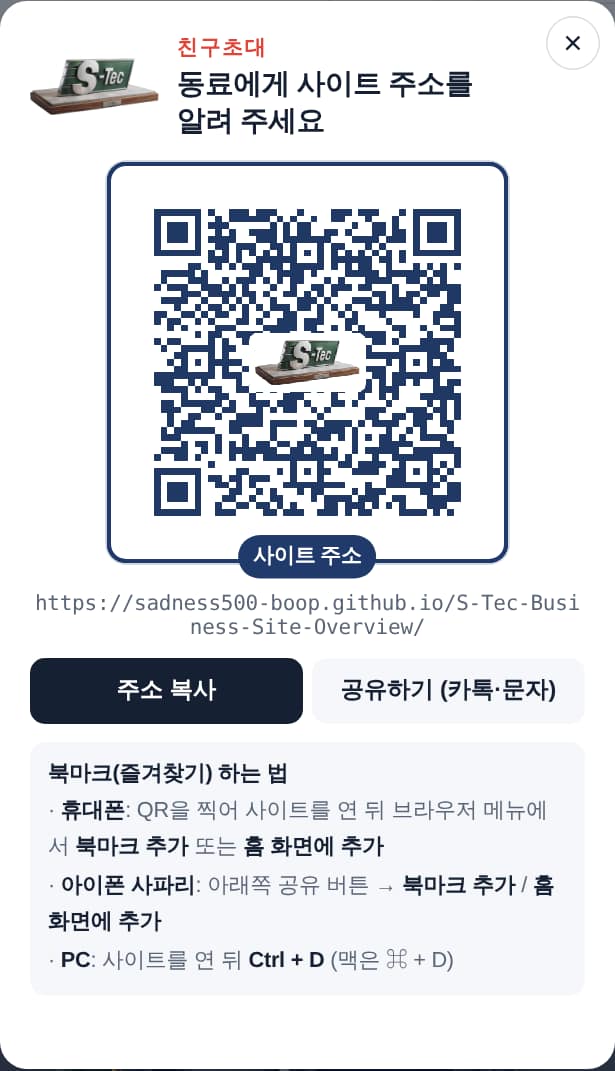 친구초대
S-Tec
동료에게 사이트 주소를
알려 주세요
S-Tec
사이트 주소
https://sadness500-boop.github.io/S-Tec-Busi
ness-Site-Overview/
주소 복사
공유하기 (카톡·문자)
북마크(즐겨찾기) 하는 법
· 휴대폰: QR을 찍어 사이트를 연 뒤 브라우저 메뉴에
서 북마크 추가 또는 홈 화면에 추가
· 아이폰 사파리: 아래쪽 공유 버튼 → 북마크 추가 / 홈
화면에 추가
· PC: 사이트를 연 뒤 Ctrl + D (맥은 ⌘ + D)